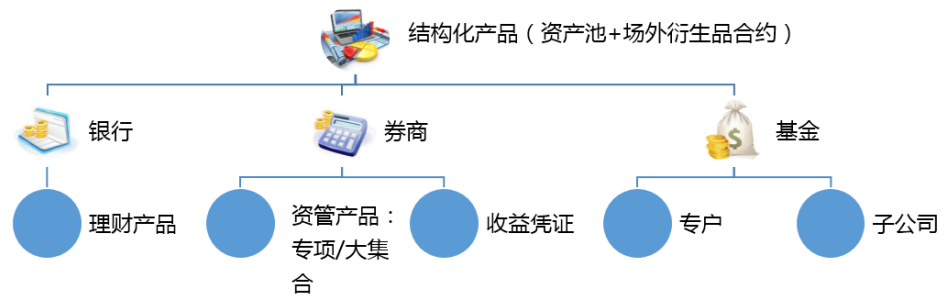 结构化产品（资产池+场外衍生品合约）
银行
券商
基金
理财产品
资管产品：
专项/大集
合
收益凭证
专户
子公司